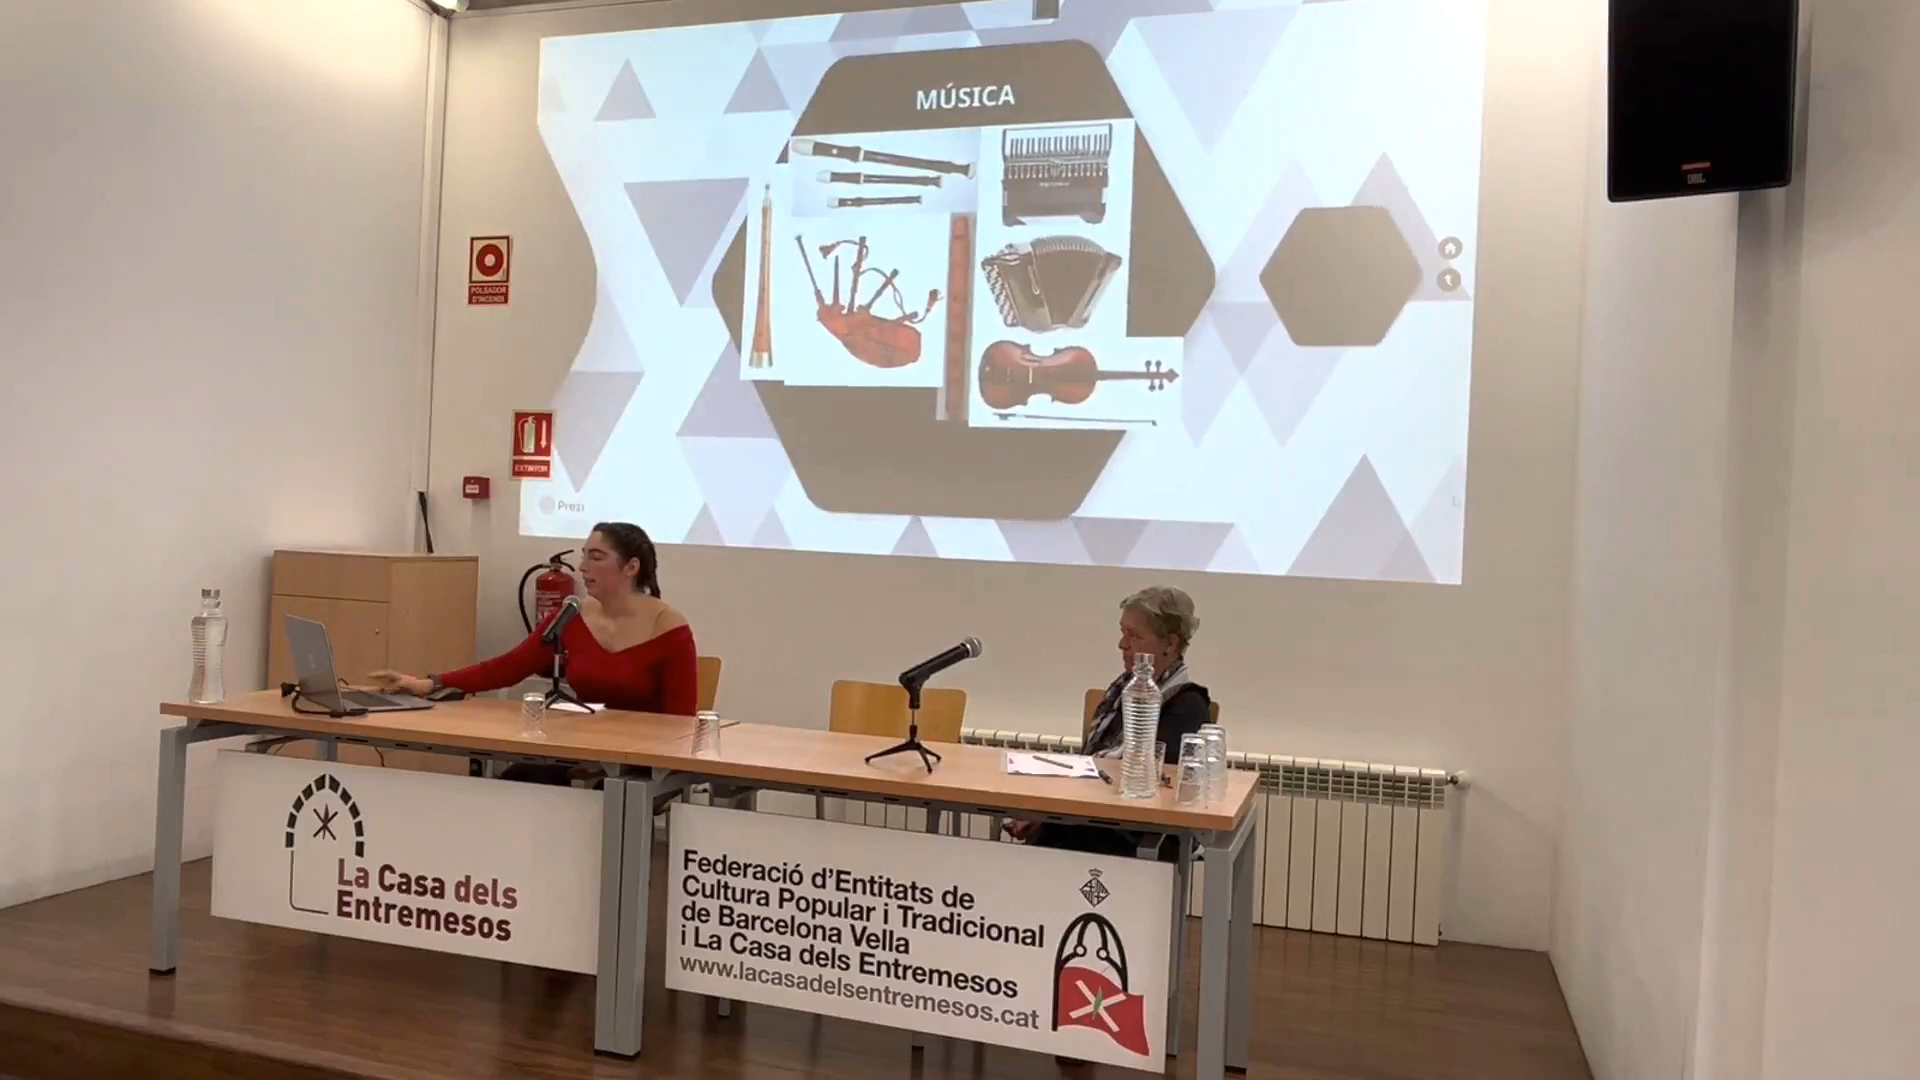 MÚSICA
POLSADOR
D'INCENDI
EXTINTOR
Prezi
JBL
La Casa dels
Entremesos
Federació d'Entitats de
Cultura Popular i Tradicional
de Barcelona Vella
i La Casa dels Entremesos
www.lacasadelsentremesos.cat